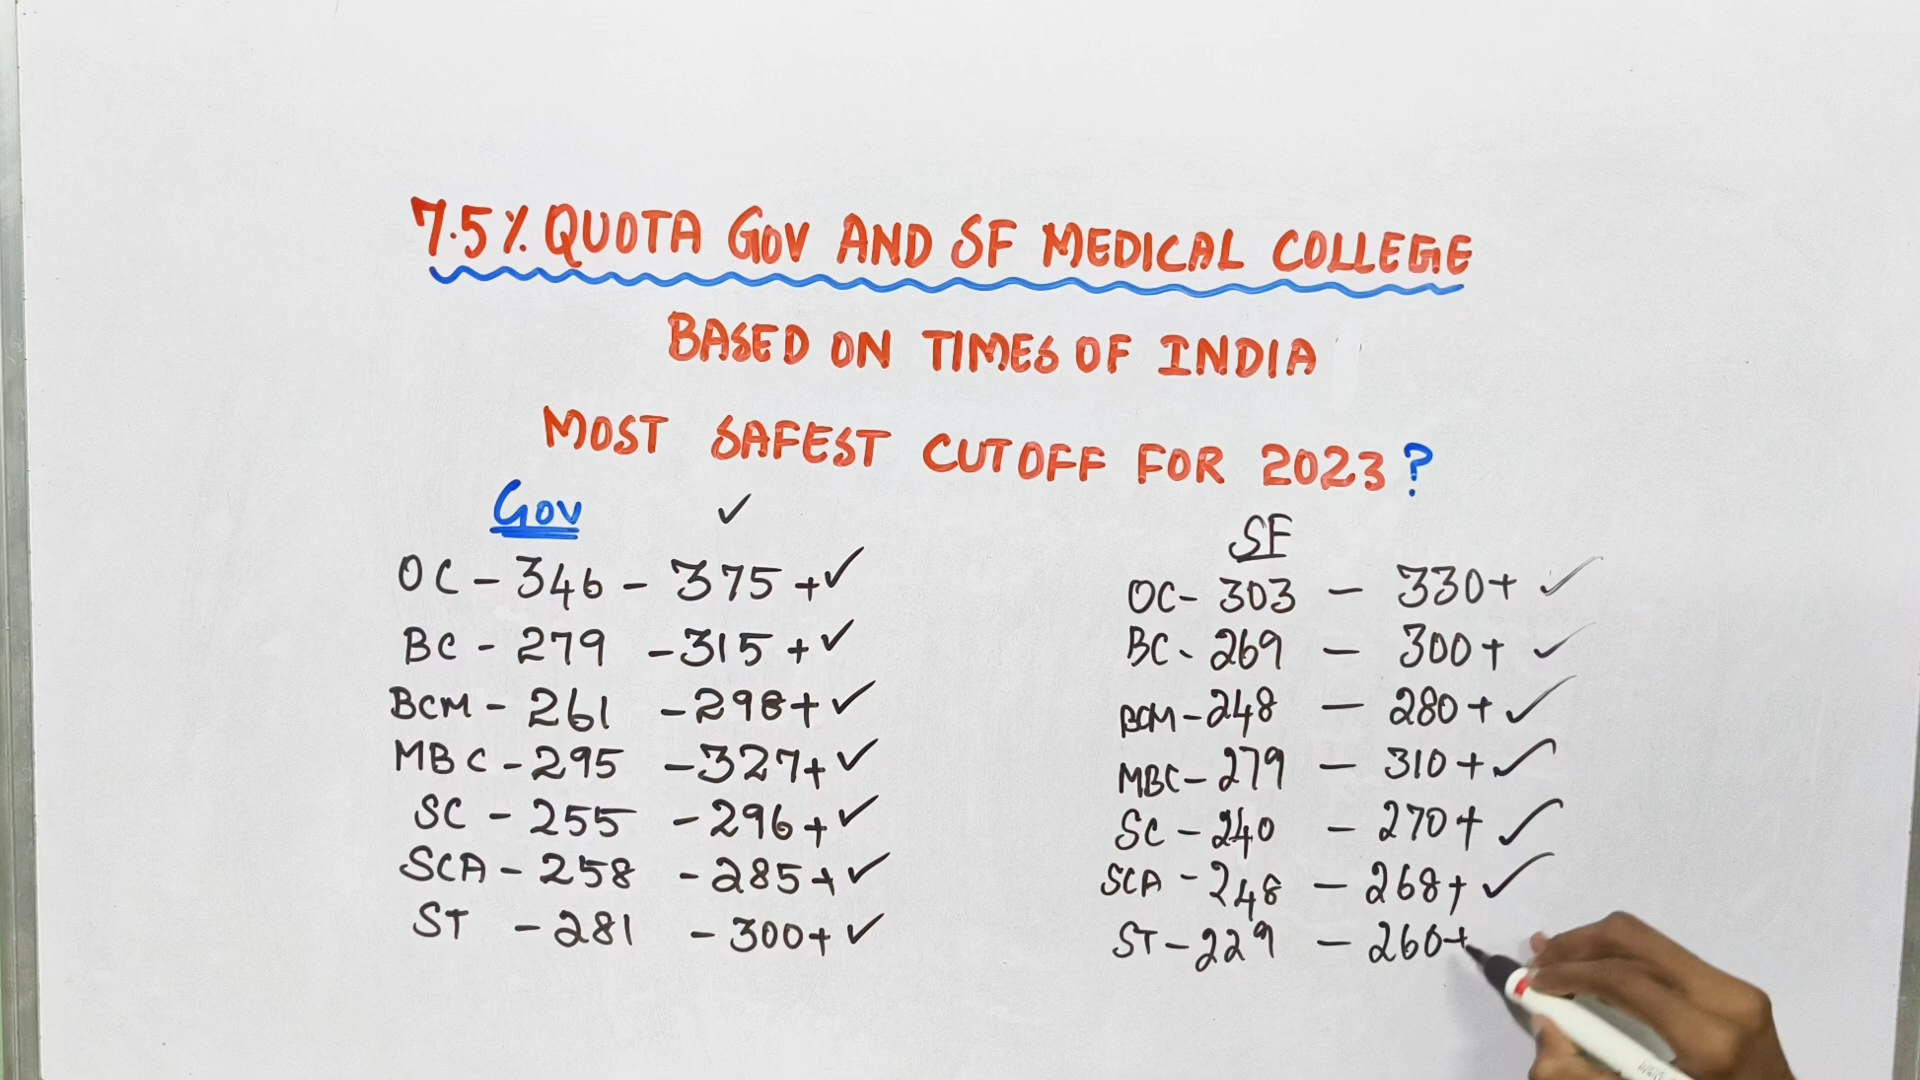 7.5% QUOTA GOV AND SF MEDICAL COLLEGE
BASED ON TIMES OF INDIA
MOST SAFEST CUTOFF FOR 2023?
Gov ✓
OC - 346 - 375 +✓
BC - 279 - 315 +✓
BCM - 261 - 298+✓
MBC - 295 - 327+✓
SC - 255 - 296+✓
SCA - 258 - 285+✓
ST - 281 - 300+✓
SF
OC - 303 - 330+ ✓
BC - 269 - 300+ ✓
BCM - 248 - 280+ ✓
MBC - 279 - 310+ ✓
SC - 240 - 270+ ✓
SCA - 248 - 268+ ✓
ST - 229 - 260+